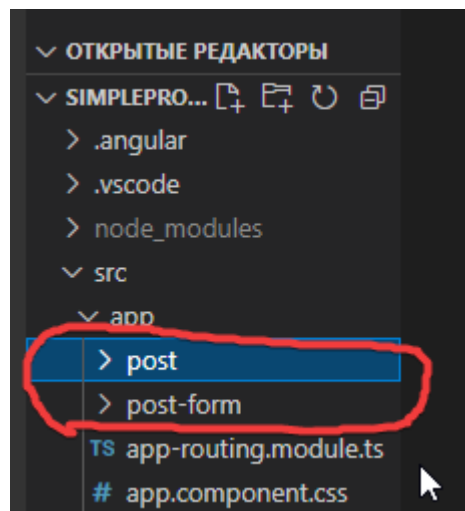 ОТКРЫТЫЕ РЕДАКТОРЫ
SIMPLEPRO...
.angular
.vscode
node_modules
src
app
post
post-form
TS app-routing.module.ts
# app.component.css